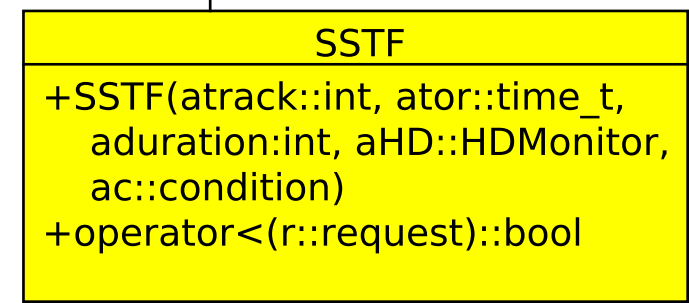 SSTF
+SSTF(atrack::int, ator::time_t,
aduration:int, aHD::HDMonitor,
ac::condition)
+operator<(r::request)::bool